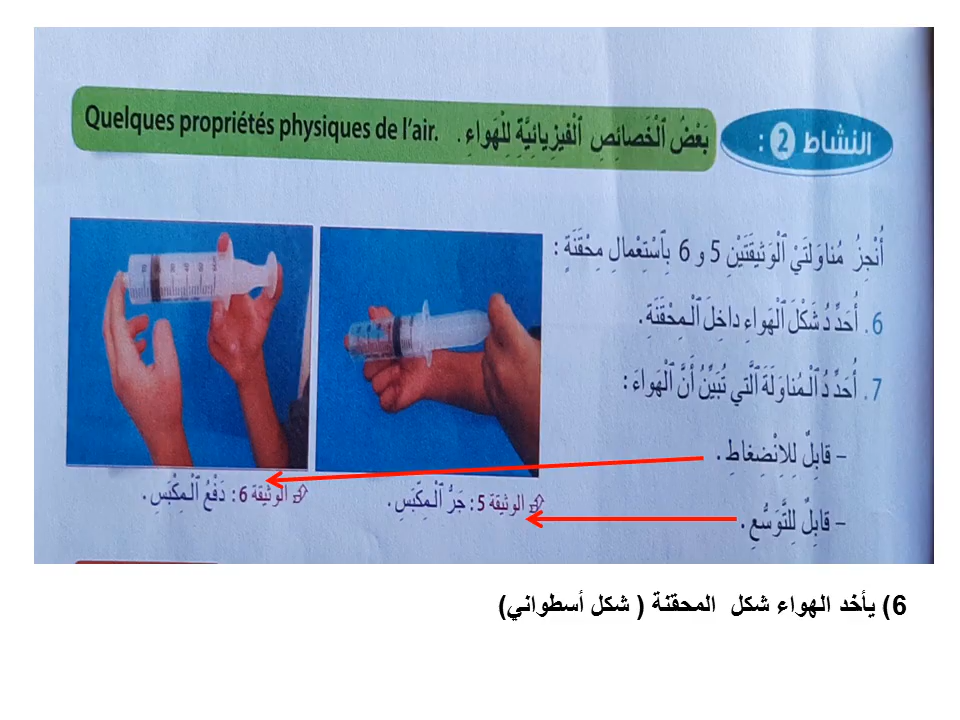 النشاط 2 :
بَعْضُ ٱلْخَصائِصِ ٱلْفيزِيائِيَّةِ لِلْهَواءِ . Quelques propriétés physiques de l'air.
أُنْجِزُ مُناوَلَتَيْ ٱلْوَثيقَتَيْنِ 5 و 6 بِٱسْتِعْمالِ مِحْقَنَةٍ :
6. أُحَدِّدُ شَكْلَ ٱلْهَواءِ داخِلَ ٱلْمِحْقَنَةِ .
7. أُحَدِّدُ ٱلْمُناوَلَةَ ٱلَّتي تُبَيِّنُ أَنَّ ٱلْهَواءَ :
– قابِلٌ لِلِانْضِغاطِ .
– قابِلٌ لِلتَّوَسُّعِ .
الوثيقة 5 : جَرُّ ٱلْمِكْبَسِ .
الوثيقة 6 : دَفْعُ ٱلْمِكْبَسِ .
6) يأخد الهواء شكل المحقنة ( شكل أسطواني)